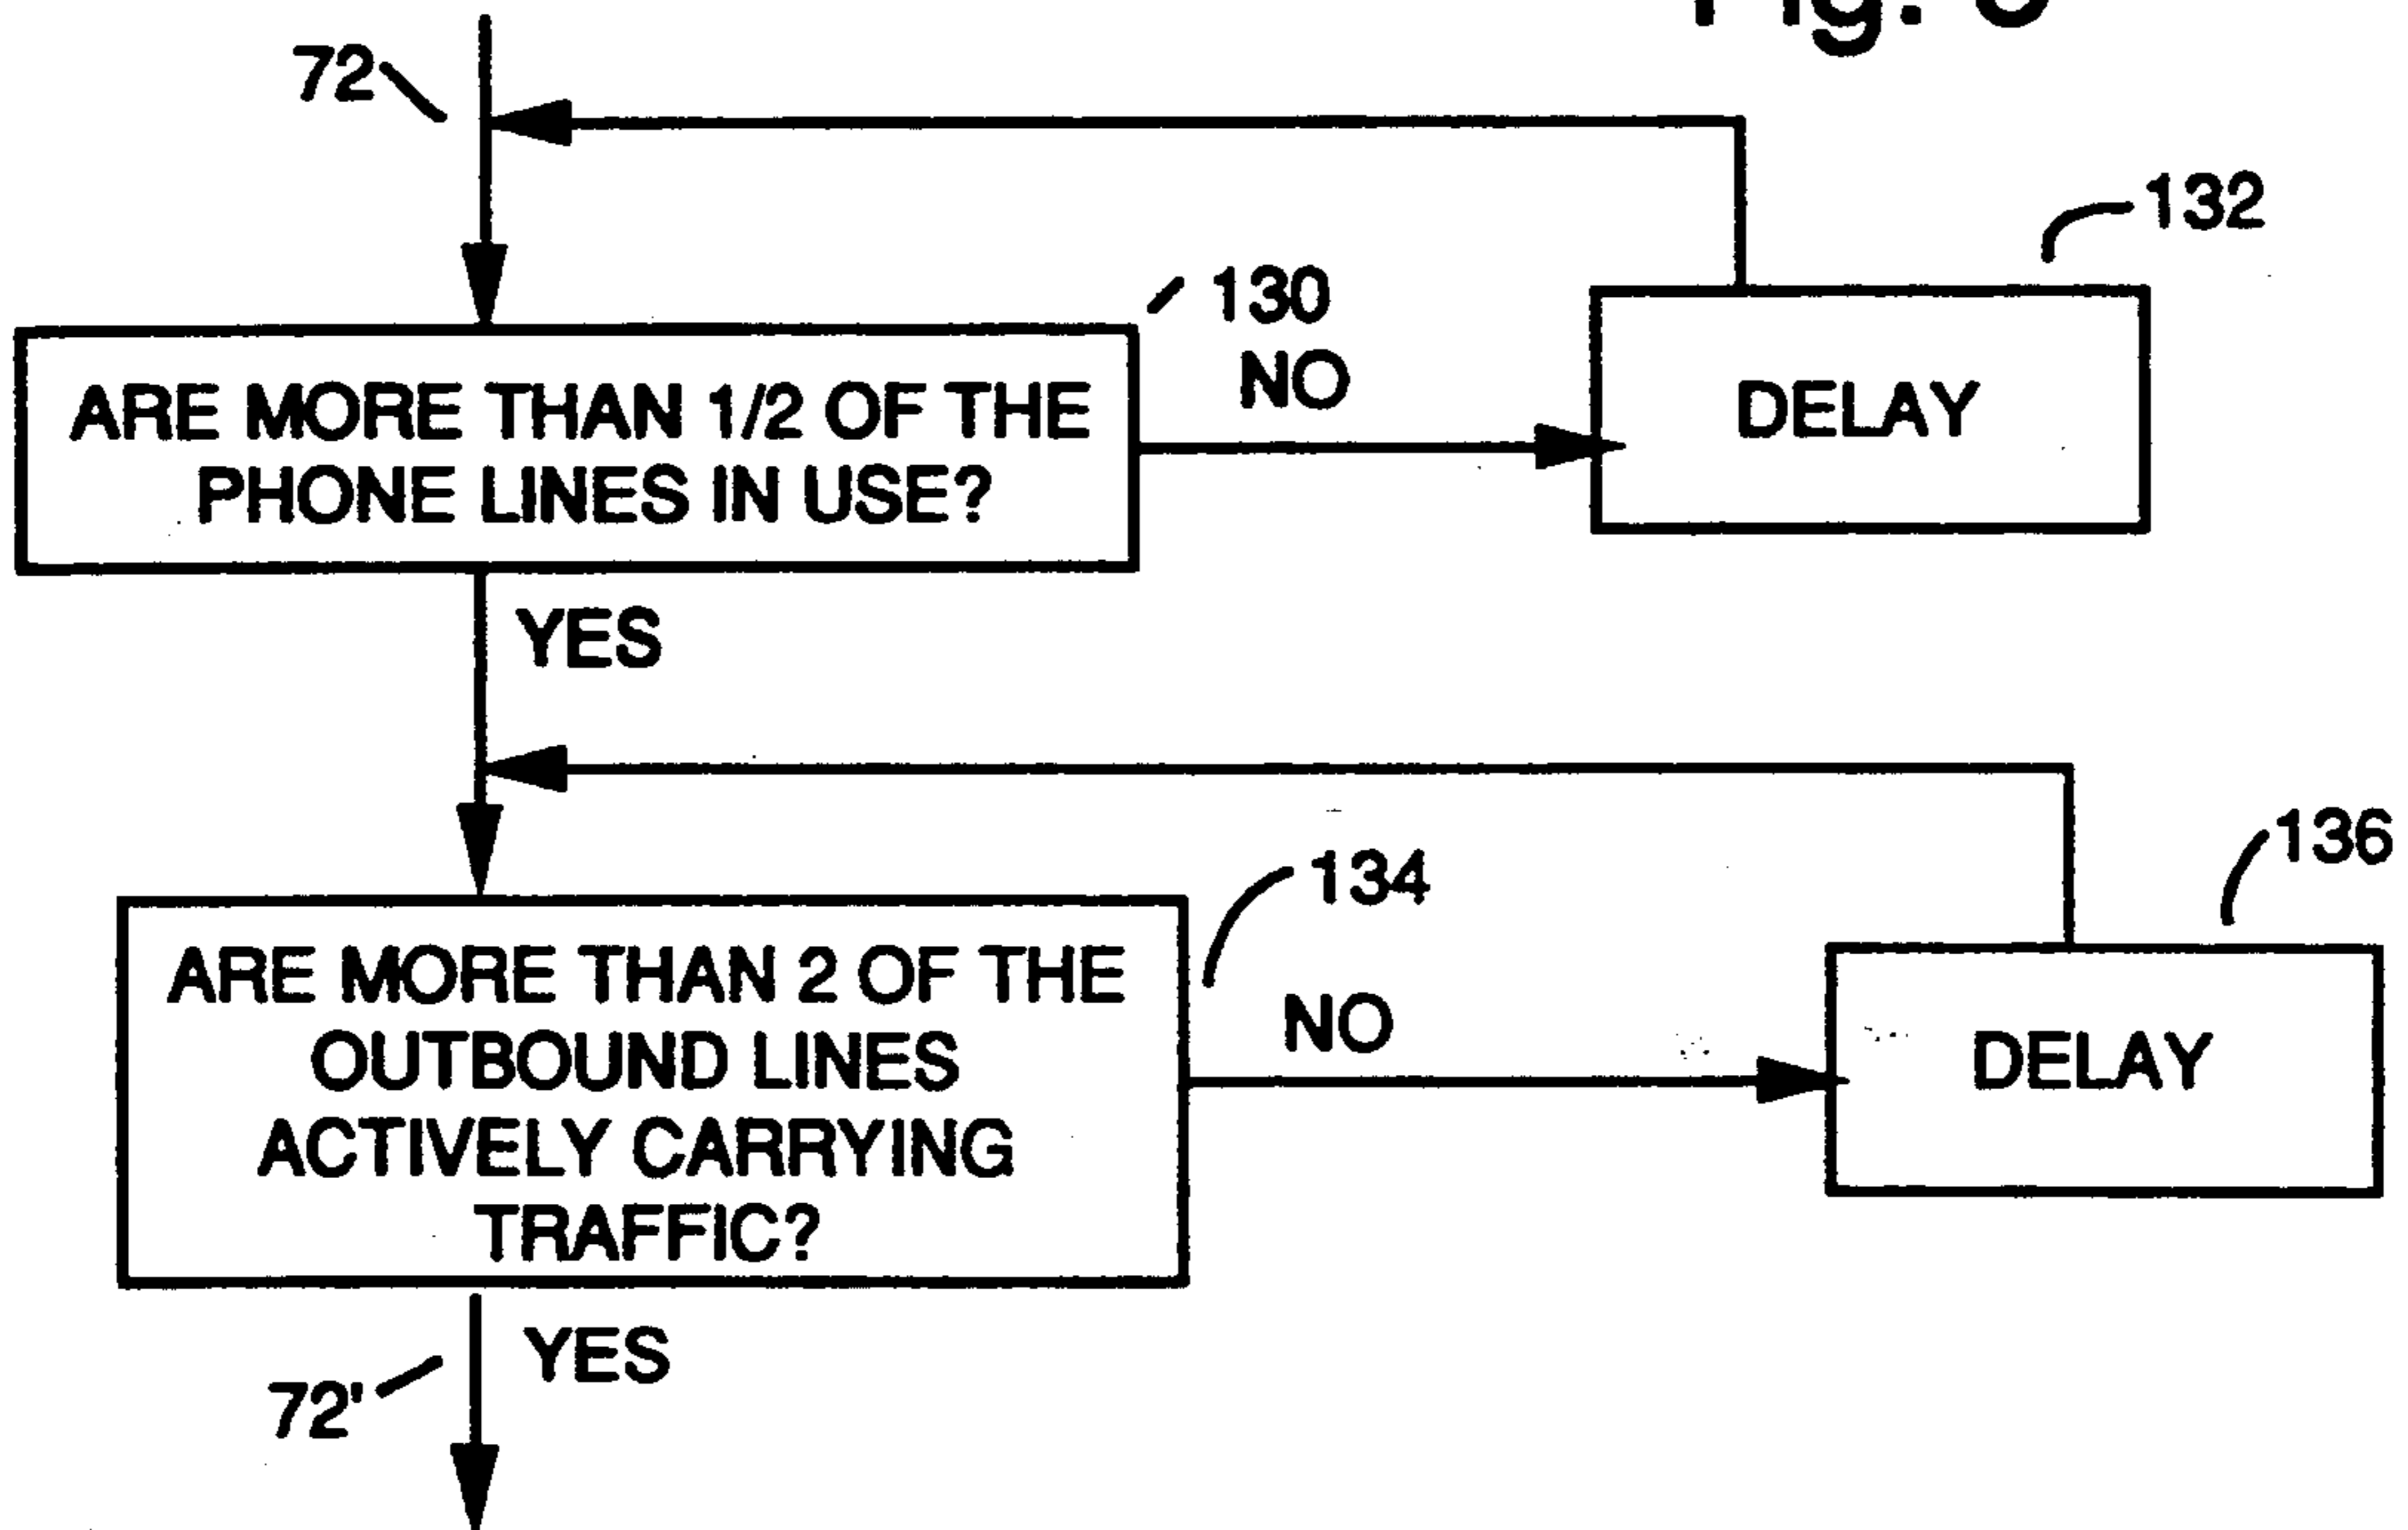 72
132
130
NO
ARE MORE THAN 1/2 OF THE
PHONE LINES IN USE?
DELAY
YES
136
134
ARE MORE THAN 2 OF THE
OUTBOUND LINES
ACTIVELY CARRYING
TRAFFIC?
NO
DELAY
YES
72'